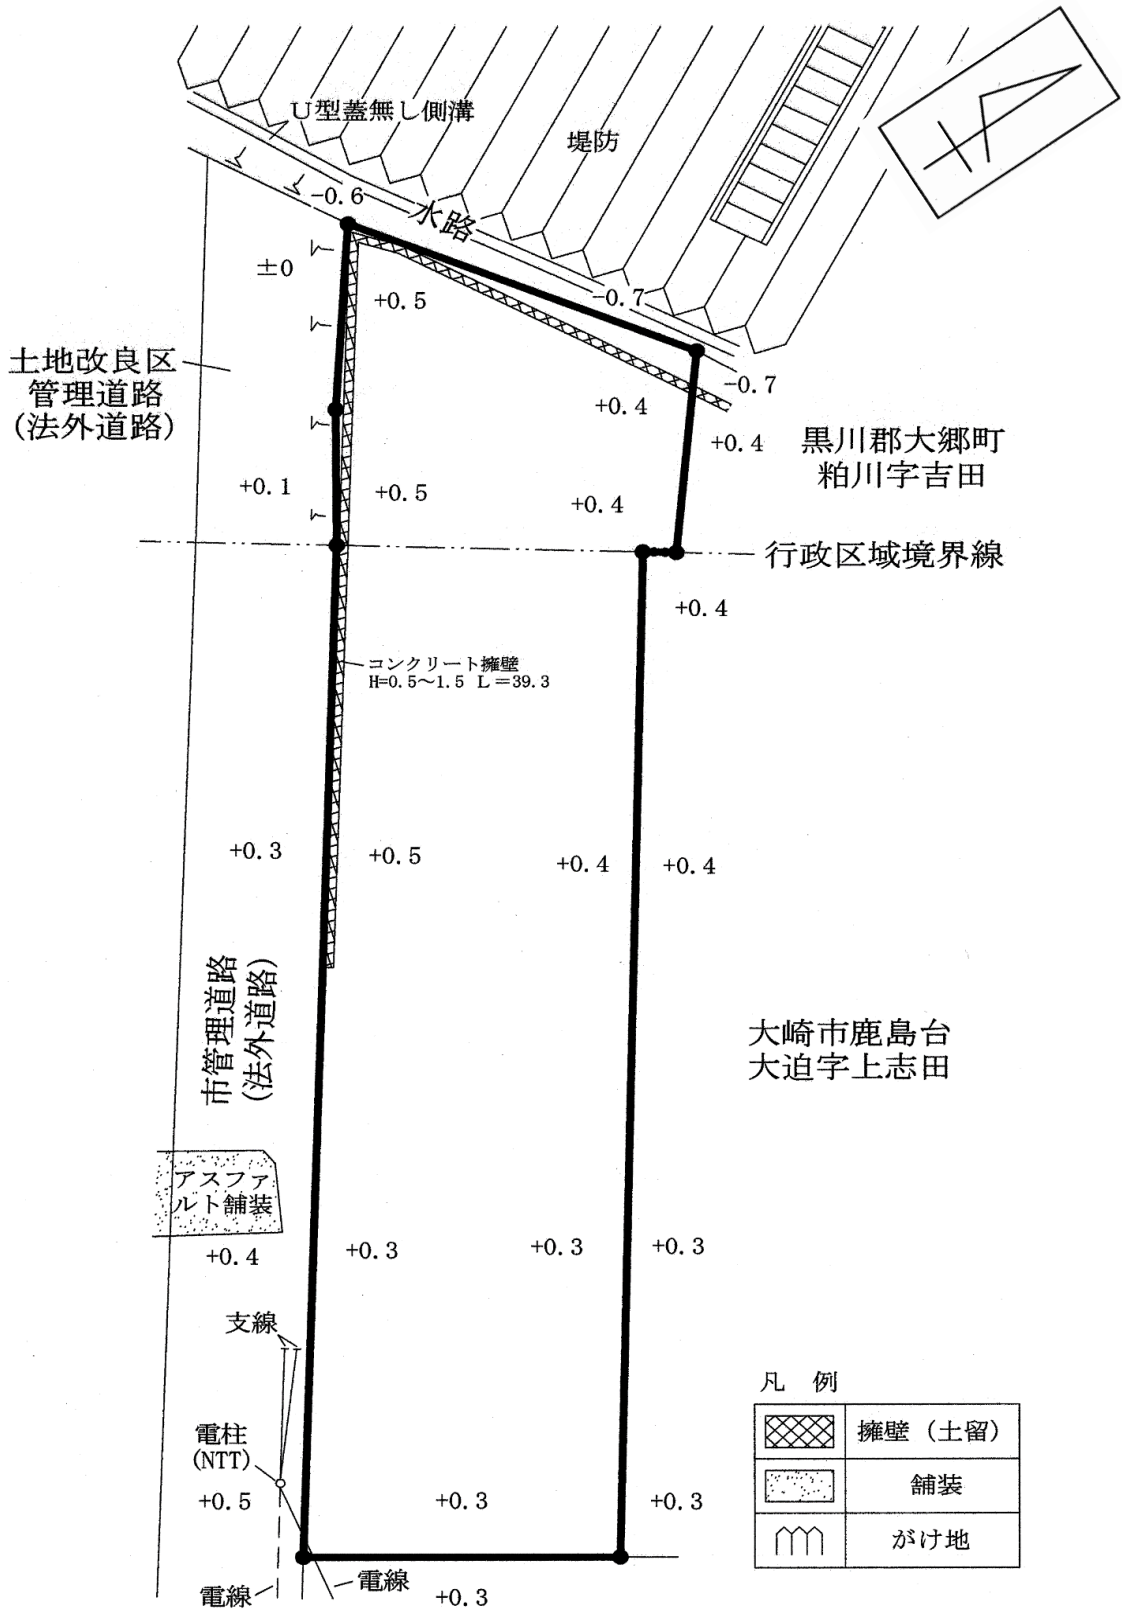 U型蓋無し側溝
堤防
-0.6
水路
±0
+0.5
-0.7
土地改良区
管理道路
(法外道路)
-0.7
+0.4
+0.4
黒川郡大郷町
粕川字吉田
+0.1
+0.5
+0.4
行政区域境界線
+0.4
コンクリート擁壁
H=0.5～1.5 L=39.3
+0.3
+0.5
+0.4
+0.4
市管理道路
(法外道路)
大崎市鹿島台
大迫字上志田
アスファ
ルト舗装
+0.4
+0.3
+0.3
+0.3
支線
凡 例
擁壁（土留）
舗装
がけ地
電柱
(NTT)
+0.5
+0.3
+0.3
電線
電線
+0.3